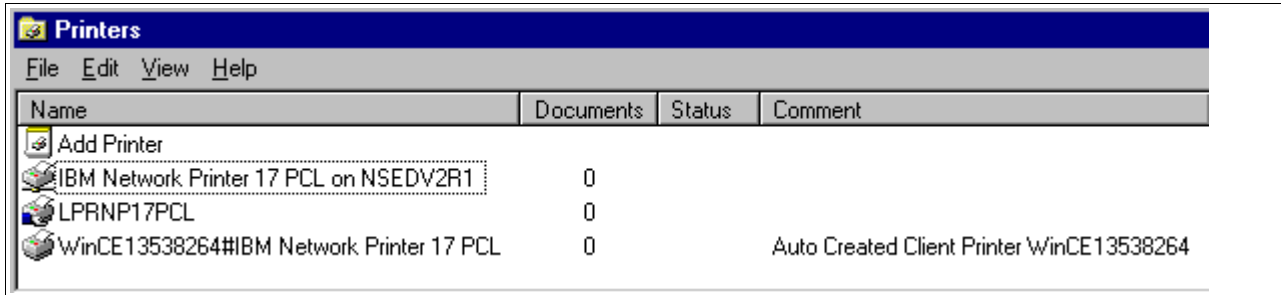 Printers
File Edit View Help
Name Documents Status Comment
Add Printer
IBM Network Printer 17 PCL on NSEDV2R1 0
LPRNP17PCL 0
WinCE13538264#IBM Network Printer 17 PCL 0 Auto Created Client Printer WinCE13538264